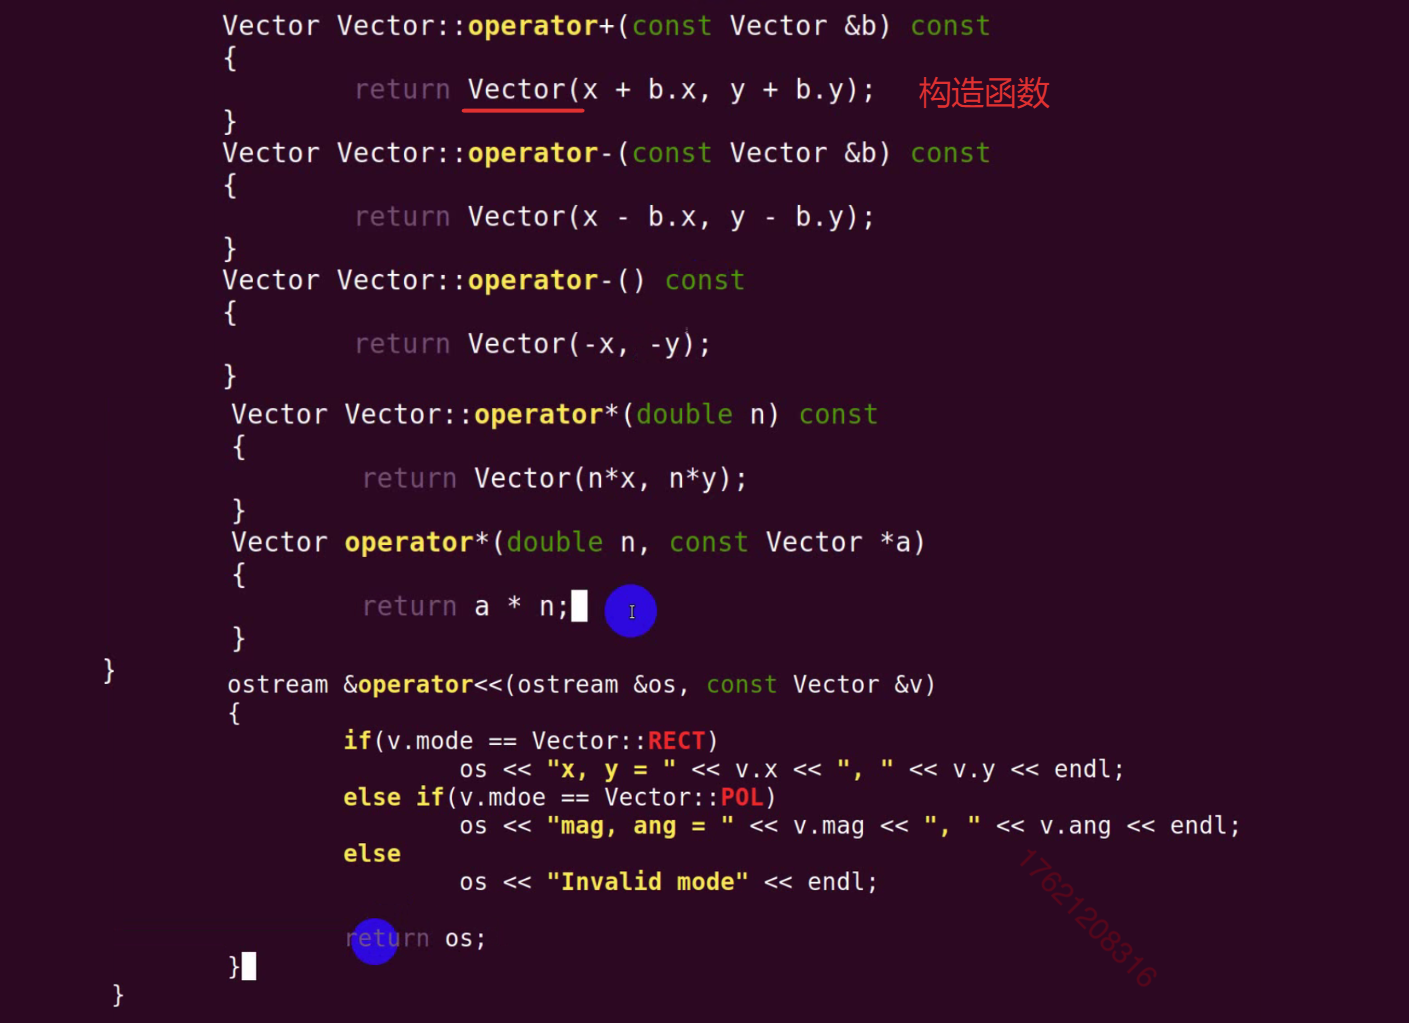 Vector Vector::operator+(const Vector &b) const
{
return Vector(x + b.x, y + b.y); 构造函数
}
Vector Vector::operator-(const Vector &b) const
{
return Vector(x - b.x, y - b.y);
}
Vector Vector::operator-() const
{
return Vector(-x, -y);
}
Vector Vector::operator*(double n) const
{
return Vector(n*x, n*y);
}
Vector operator*(double n, const Vector *a)
{
return a * n;
}
}
ostream &operator<<(ostream &os, const Vector &v)
{
if(v.mode == Vector::RECT)
os << "x, y = " << v.x << ", " << v.y << endl;
else if(v.mdoe == Vector::POL)
os << "mag, ang = " << v.mag << ", " << v.ang << endl;
else
os << "Invalid mode" << endl;
return os;
}
}
17621208316